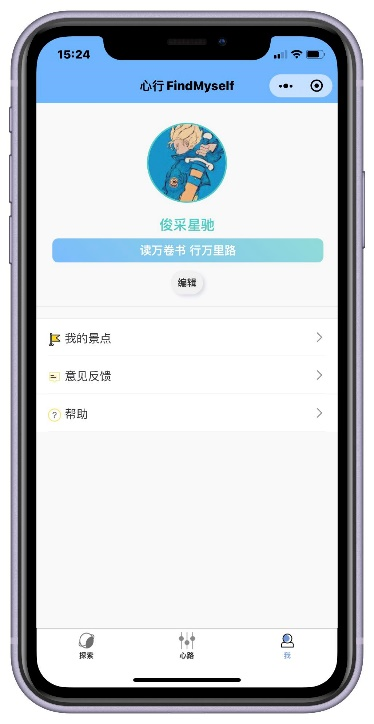 15:24
心行 FindMyself
俊采星驰
读万卷书 行万里路
编辑
我的景点
意见反馈
? 帮助
探索
心路
我